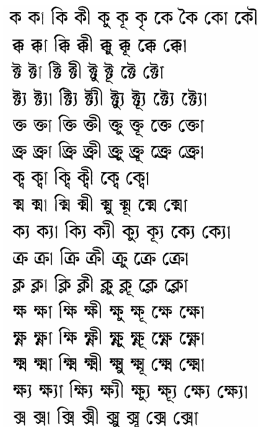 ক কা কি কী কু কূ কৃ কে কৈ কো কৌ
ক্ক ক্কা ক্কি ক্কী ক্কু ক্কূ ক্কে ক্কো
ক্ট ক্টা ক্টি ক্টী ক্টু ক্টূ ক্টে ক্টো
ক্ট্য ক্ট্যা ক্ট্যি ক্ট্যী ক্ট্যু ক্ট্যূ ক্ট্যে ক্ট্যো
ক্ত ক্তা ক্তি ক্তী ক্তু ক্তূ ক্তে ক্তো
ক্ত্র ক্ত্রা ক্ত্রি ক্ত্রী ক্ত্রু ক্ত্রূ ক্ত্রে ক্ত্রো
ক্ব ক্বা ক্বি ক্বী ক্বে ক্বো
ক্ম ক্মা ক্মি ক্মী ক্মু ক্মূ ক্মে ক্মো
ক্য ক্যা ক্যি ক্যী ক্যু ক্যূ ক্যে ক্যো
ক্র ক্রা ক্রি ক্রী ক্রু ক্রূ ক্রে ক্রো
ক্ল ক্লা ক্লি ক্লী ক্লু ক্লূ ক্লে ক্লো
ক্ষ ক্ষা ক্ষি ক্ষী ক্ষু ক্ষূ ক্ষে ক্ষো
ক্ষ্ণ ক্ষ্ণা ক্ষ্ণি ক্ষ্ণী ক্ষ্ণু ক্ষ্ণূ ক্ষ্ণে ক্ষ্ণো
ক্ষ্ম ক্ষ্মা ক্ষ্মি ক্ষ্মী ক্ষ্মু ক্ষ্মূ ক্ষ্মে ক্ষ্মো
ক্ষ্য ক্ষ্যা ক্ষ্যি ক্ষ্যী ক্ষ্যু ক্ষ্যূ ক্ষ্যে ক্ষ্যো
ক্স ক্সা ক্সি ক্সী ক্সু ক্সূ ক্সে ক্সো